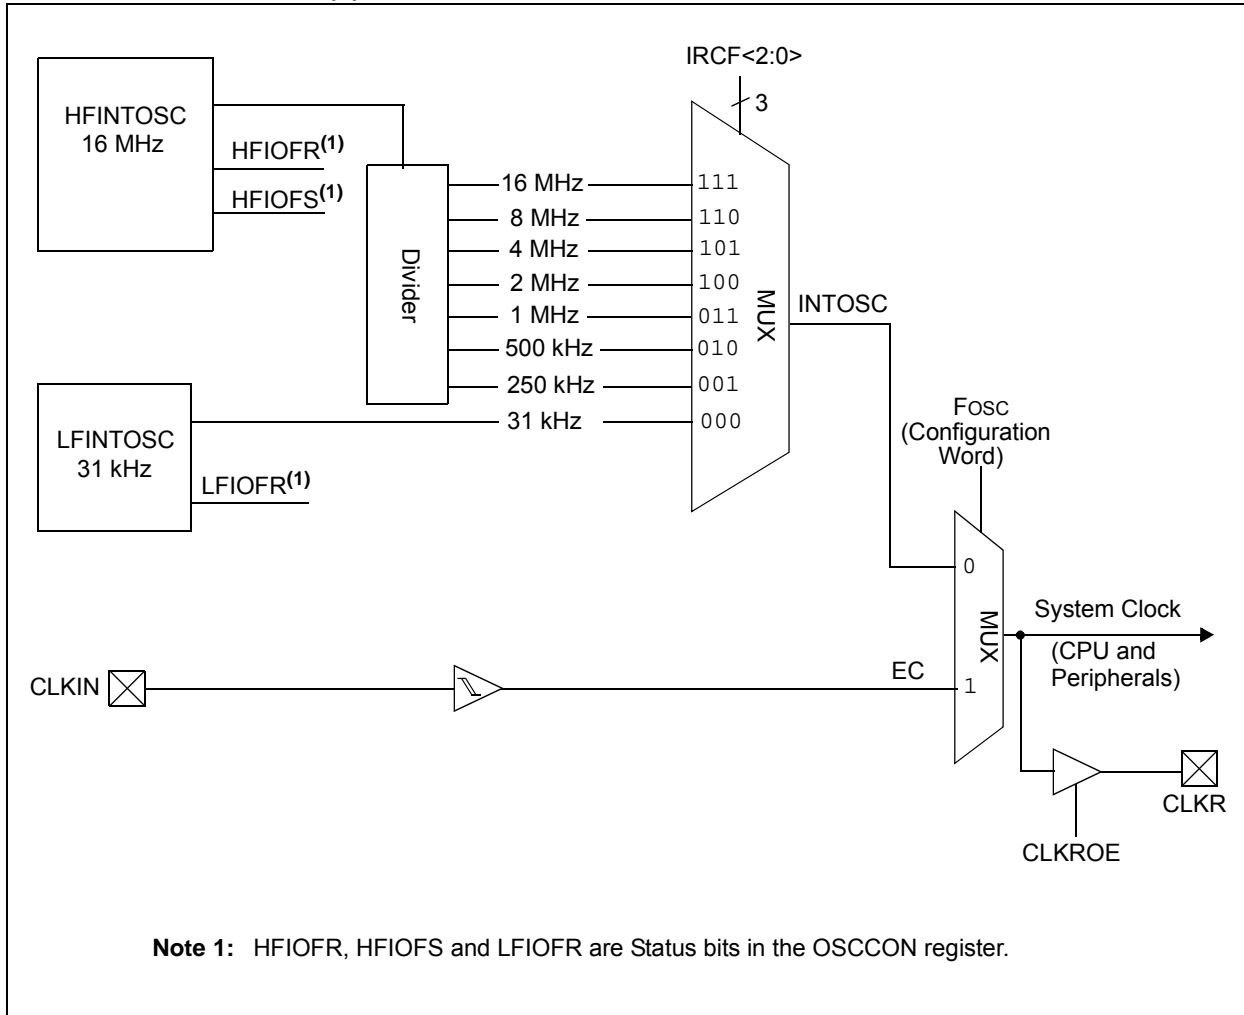 IRCF<2:0>
3
HFINTOSC
16 MHz
HFIOFR(1)
HFIOFS(1)
Divider
16 MHz
8 MHz
4 MHz
2 MHz
1 MHz
500 kHz
250 kHz
31 kHz
111
110
101
100
011
010
001
000
MUX
INTOSC
LFINTOSC
31 kHz
LFIOFR(1)
FOSC
(Configuration
Word)
0
1
MUX
System Clock
(CPU and
Peripherals)
CLKIN
EC
CLKR
CLKROE
Note 1: HFIOFR, HFIOFS and LFIOFR are Status bits in the OSCCON register.